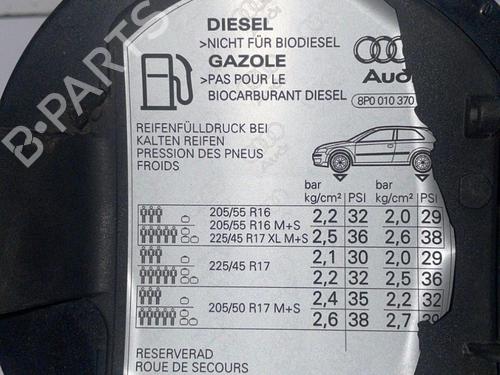 DIESEL
>NICHT FÜR BIODIESEL
GAZOLE
>PAS POUR LE
BIOCARBURANT DIESEL
Audi
8P0 010 370
REIFENFÜLLDRUCK BEI
KALTEN REIFEN
PRESSION DES PNEUS
FROIDS
bar PSI bar PSI
kg/cm² kg/cm²
205/55 R16 2,2 32 2,0 29
205/55 R16 M+S
225/45 R17 XL M+S 2,5 36 2,6 38
225/45 R17 2,1 30 2,0 29
2,2 32 2,5 36
205/50 R17 M+S 2,4 35 2,2 32
2,6 38 2,7
RESERVERAD
ROUE DE SECOURS
B-PARTS